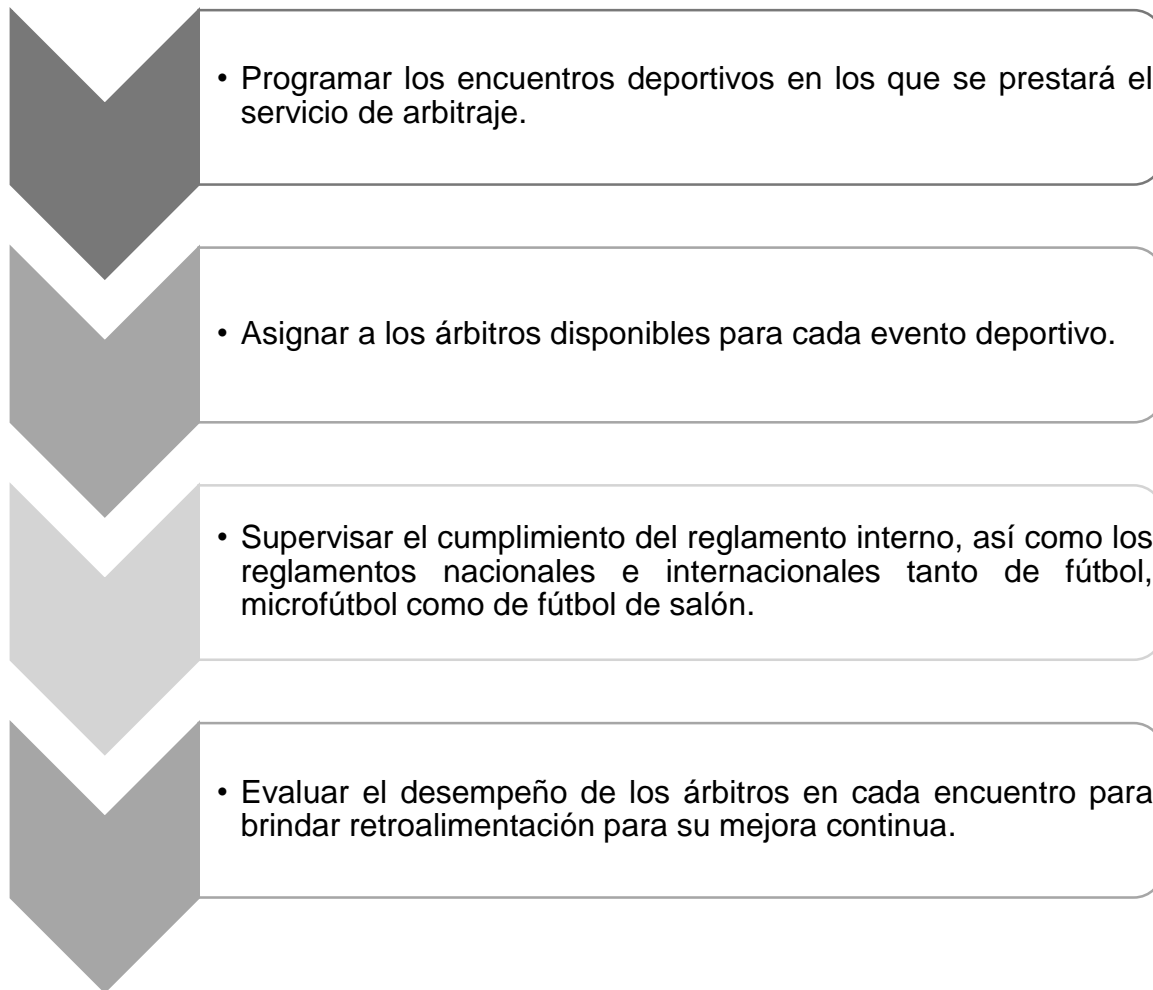 • Programar los encuentros deportivos en los que se prestará el
servicio de arbitraje.
• Asignar a los árbitros disponibles para cada evento deportivo.
• Supervisar el cumplimiento del reglamento interno, así como los
reglamentos nacionales e internacionales tanto de fútbol,
microfútbol como de fútbol de salón.
• Evaluar el desempeño de los árbitros en cada encuentro para
brindar retroalimentación para su mejora continua.